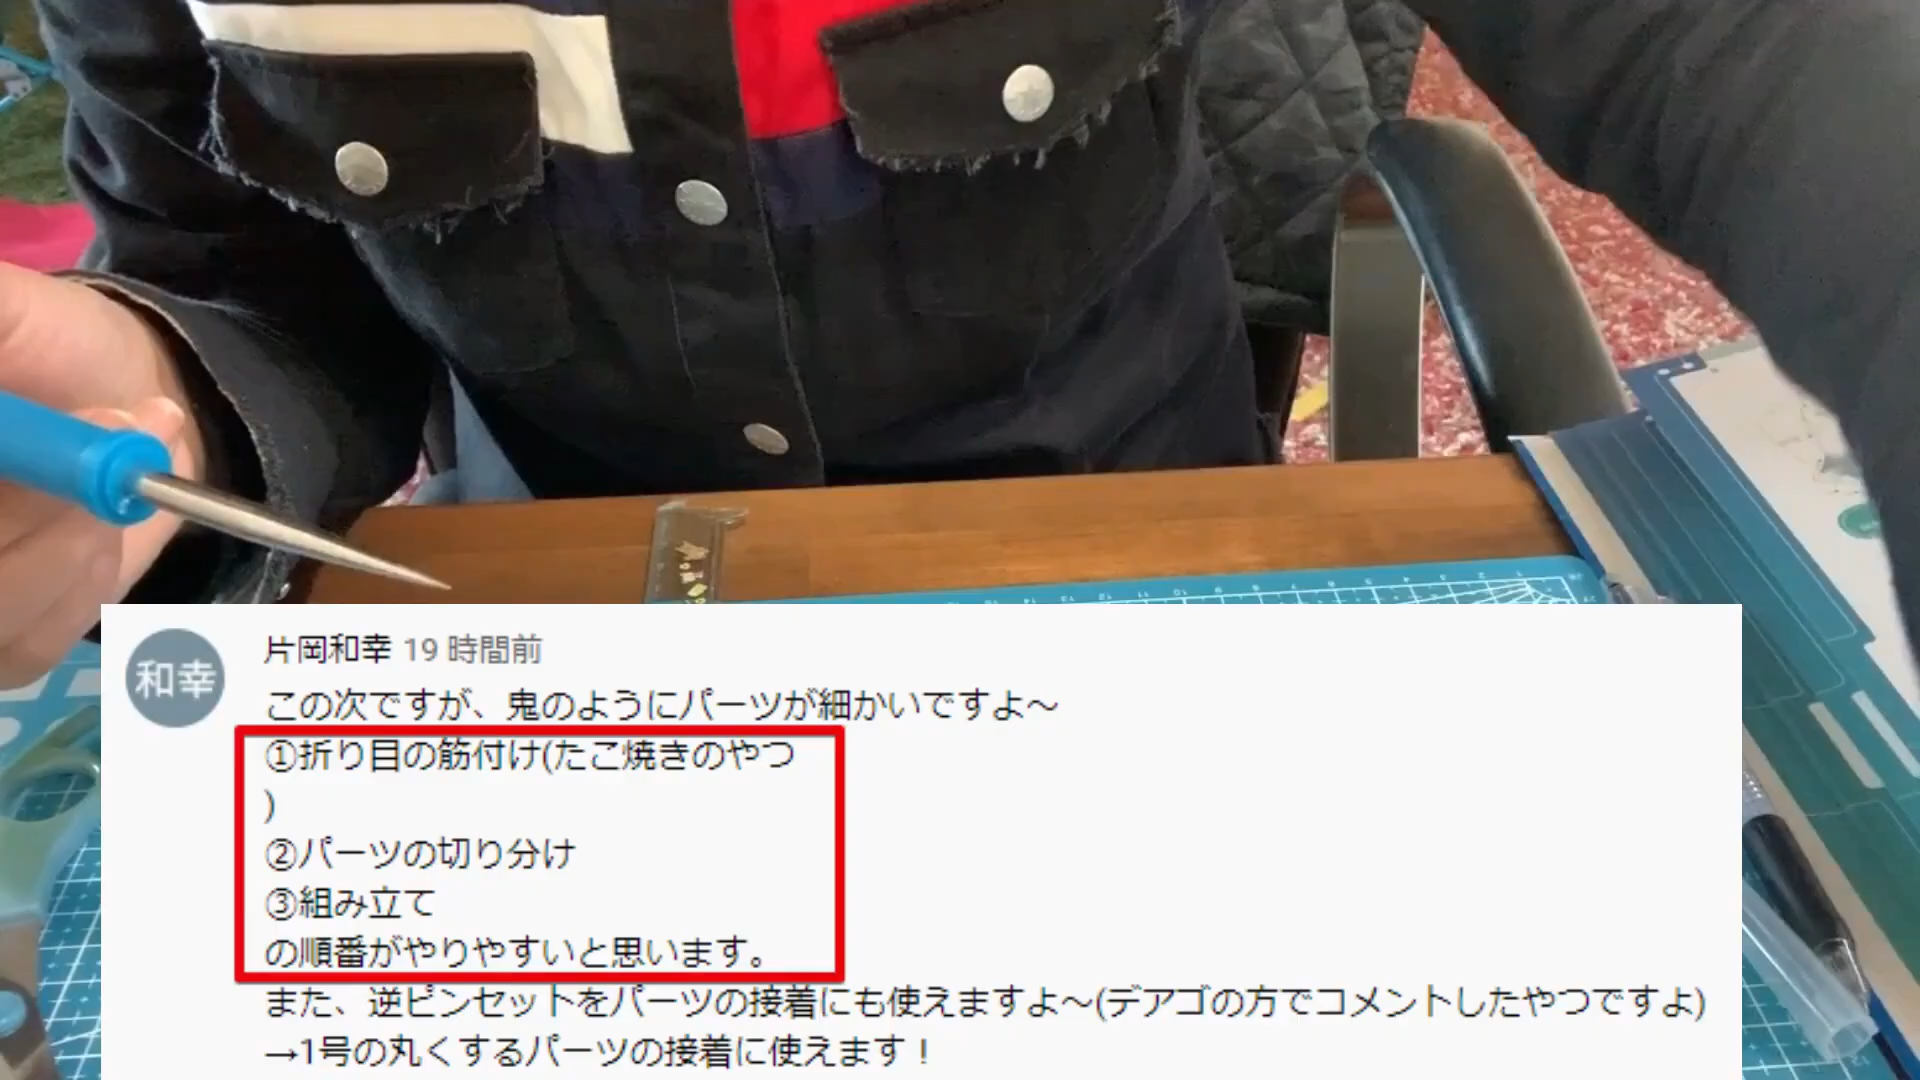 和幸
片岡和幸 19 時間前
この次ですが、鬼のようにパーツが細かいですよ～
①折り目の筋付け(たこ焼きのやつ
)
②パーツの切り分け
③組み立て
の順番がやりやすいと思います。
また、逆ピンセットをパーツの接着にも使えますよ～(デアゴの方でコメントしたやつですよ)
→1号の丸くするパーツの接着に使えます！